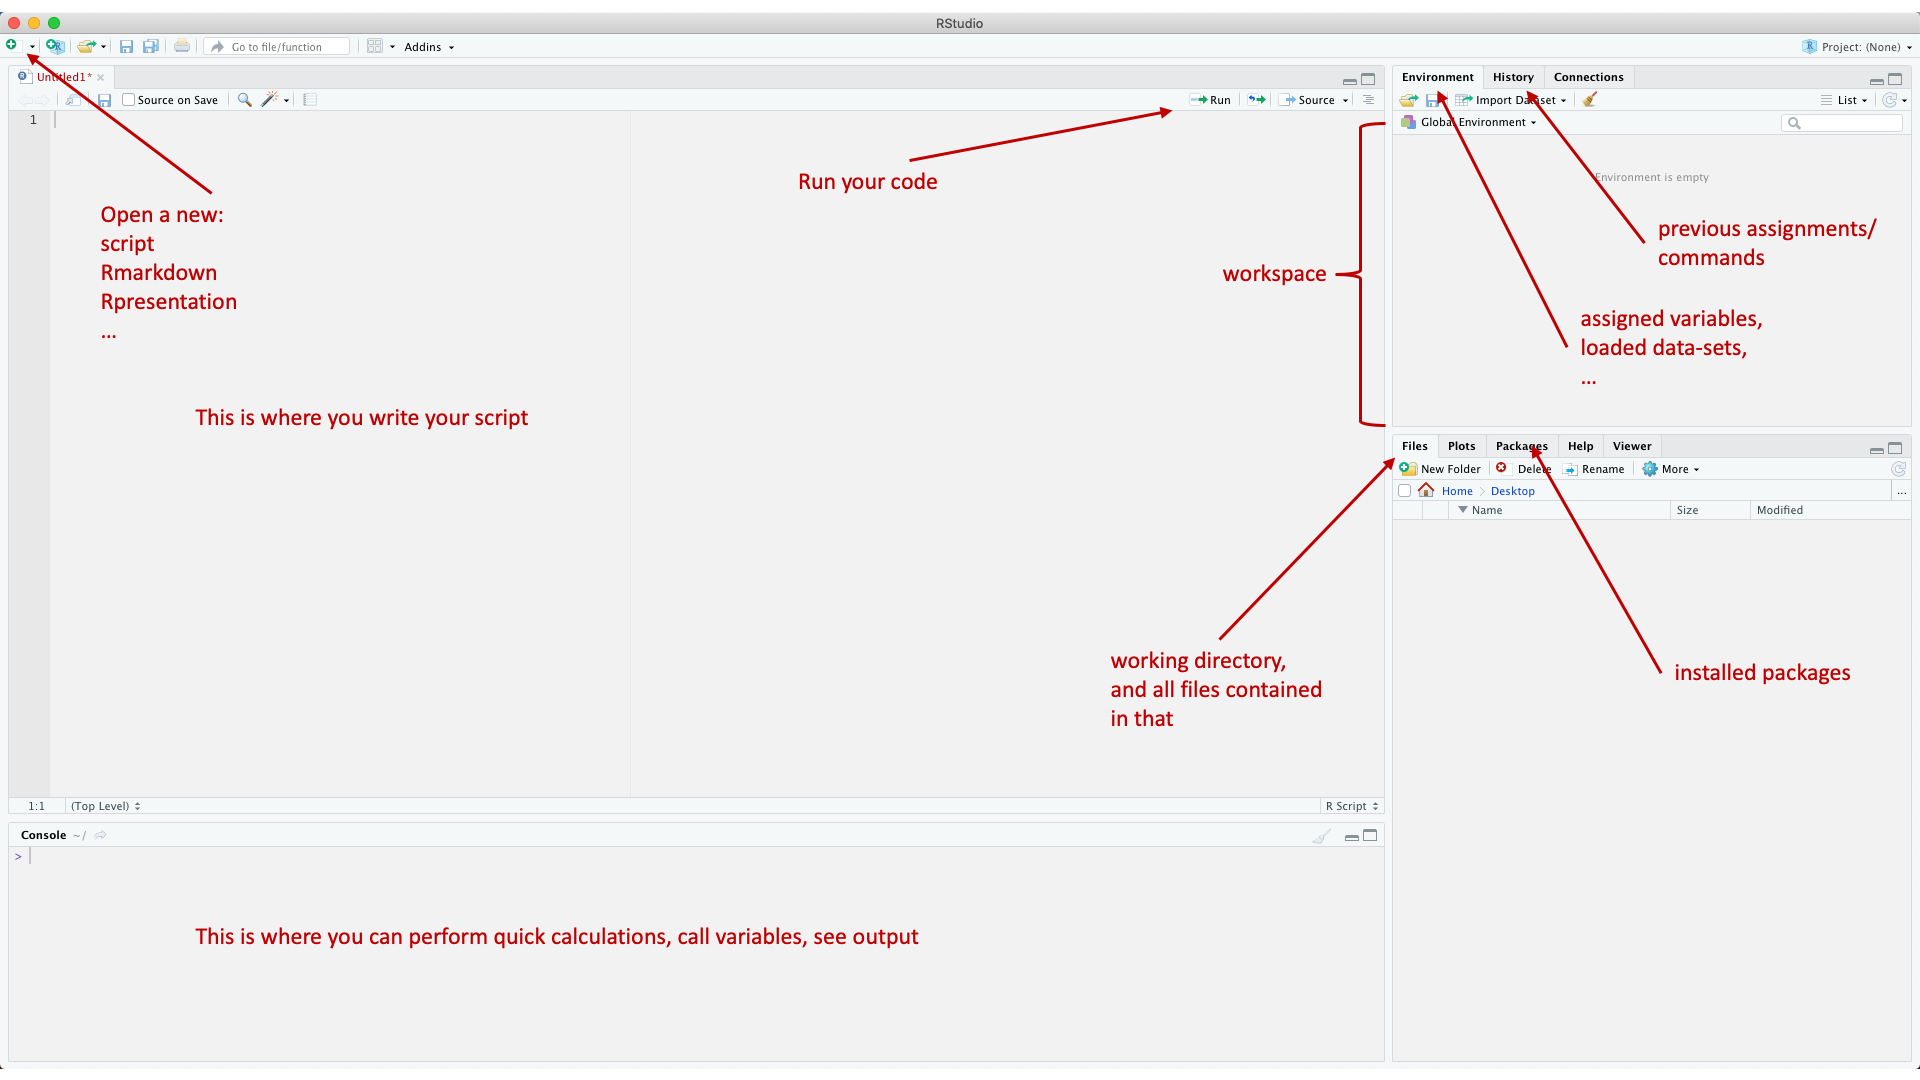 RStudio
Go to file/function
Addins
Project: (None)
Untitled1*
Source on Save
Run
Source
1
Run your code
Open a new:
script
Rmarkdown
Rpresentation
...
This is where you write your script
workspace
working directory,
and all files contained
in that
1:1 (Top Level)
R Script
Console ~/
>
This is where you can perform quick calculations, call variables, see output
Environment History Connections
Import Dataset
List
Global Environment
Environment is empty
previous assignments/
commands
assigned variables,
loaded data-sets,
...
Files Plots Packages Help Viewer
New Folder Delete Rename More
Home Desktop ...
Name Size Modified
installed packages